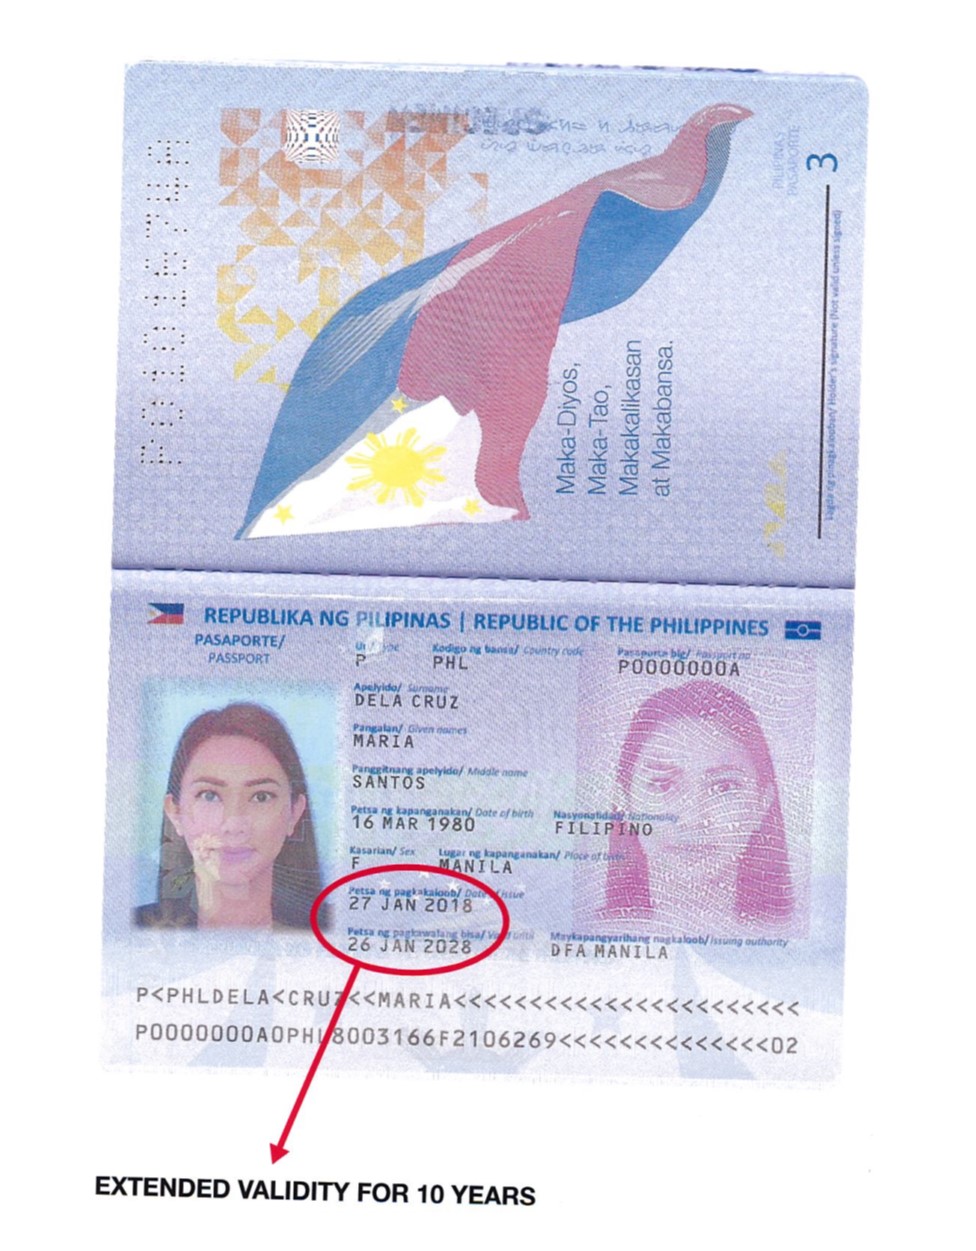 3
PILIPINAS
PASAPORTE
Maka-Diyos,
Maka-Tao,
Makakalikasan
at Makabansa.
Lagda ng pinagkalooban/ Holder's signature (Not valid unless signed)
REPUBLIKA NG PILIPINAS | REPUBLIC OF THE PHILIPPINES
PASAPORTE/
PASSPORT
Kodigo ng bansa/ Country code
Pasaporte blg/ Passport no.
P
PHL
P0000000A
Apelyido/ Surname
DELA CRUZ
Pangalan/ Given names
MARIA
Panggitnang apelyido/ Middle name
SANTOS
Petsa ng kapanganakan/ Date of birth
Nasyonalidad/ Nationality
16 MAR 1980
FILIPINO
Kasarian/ Sex
Lugar ng kapanganakan/ Place of birth
F
MANILA
Petsa ng pagkakaloob/ Date of issue
27 JAN 2018
Petsa ng pagkawalang bisa/ Valid until
Maykapangyarihang nagkaloob/ Issuing authority
26 JAN 2028
DFA MANILA
P<PHLDELA<CRUZ<<MARIA<<<<<<<<<<<<<<<<<<<<<<<
P0000000A0PHL8003166F2106269<<<<<<<<<<<<<<02
EXTENDED VALIDITY FOR 10 YEARS